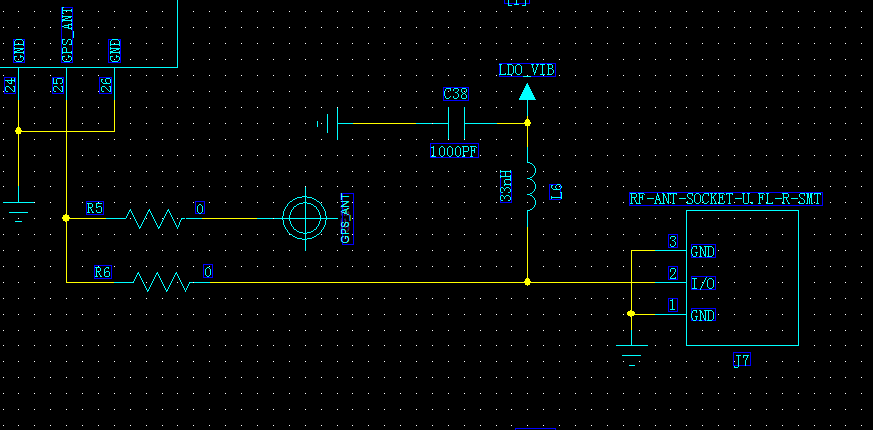 [1]
GND
GPS_ANT
GND
24
25
26
LDO_VIB
C38
1000PF
33nH
L6
R5
0
GPS_ANT
R6
0
RF-ANT-SOCKET-U.FL-R-SMT
3
GND
2
I/O
1
GND
J7